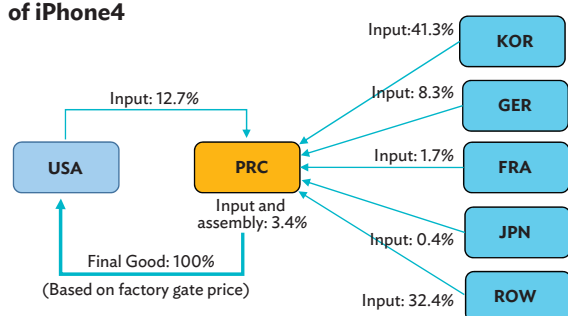 of iPhone4
Input:41.3%
KOR
Input: 12.7%
Input: 8.3%
GER
USA
PRC
Input: 1.7%
FRA
Input and
assembly: 3.4%
JPN
Input: 0.4%
Final Good: 100%
(Based on factory gate price)
Input: 32.4%
ROW